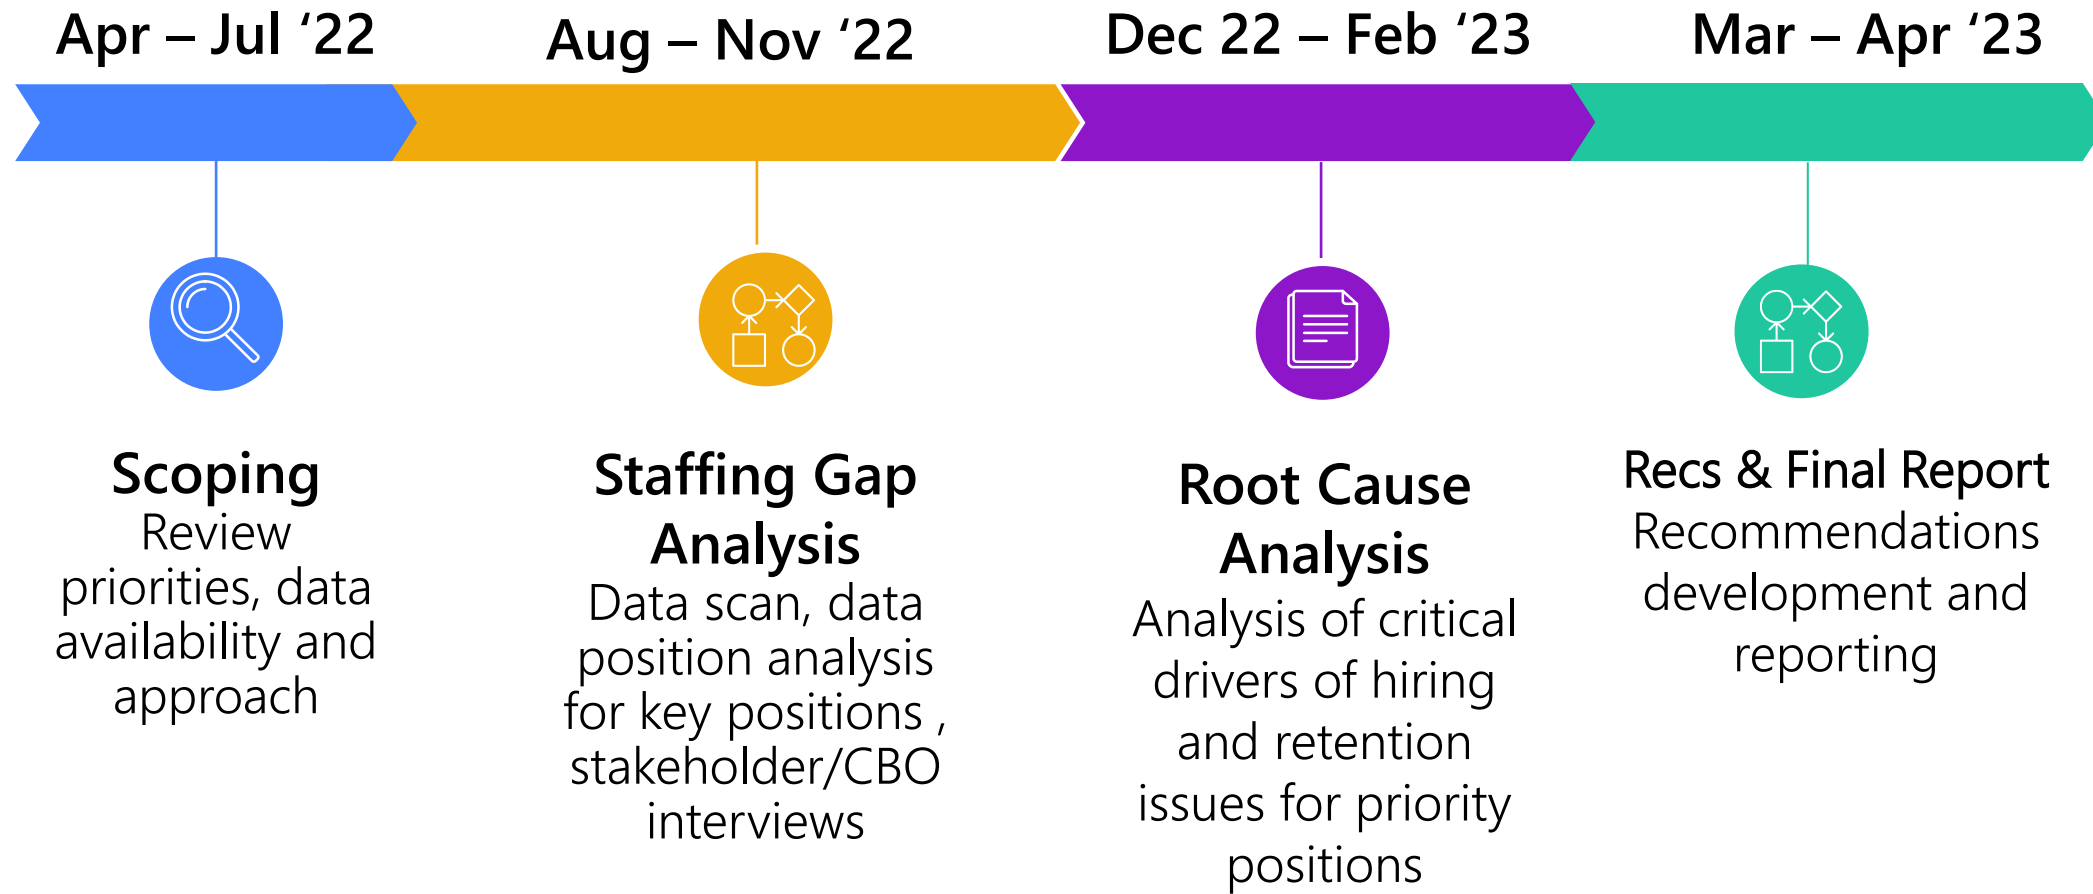 Apr – Jul ‘22
Aug – Nov ‘22
Dec 22 – Feb ‘23
Mar – Apr ‘23
Scoping
Review
priorities, data
availability and
approach
Staffing Gap
Analysis
Data scan, data
position analysis
for key positions ,
stakeholder/CBO
interviews
Root Cause
Analysis
Analysis of critical
drivers of hiring
and retention
issues for priority
positions
Recs & Final Report
Recommendations
development and
reporting